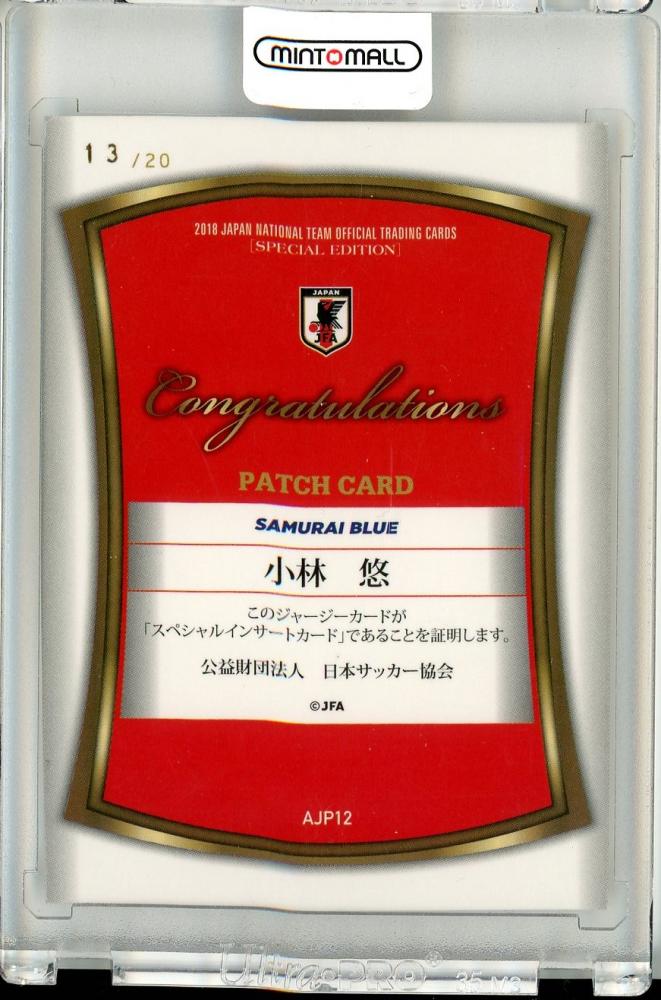 MINTMALL
13/20
2018 JAPAN NATIONAL TEAM OFFICIAL TRADING CARDS
[SPECIAL EDITION]
JAPAN
JFA
Congratulations
PATCH CARD
SAMURAI BLUE
小林 悠
このジャージーカードが
「スペシャルインサートカード」であることを証明します。
公益財団法人 日本サッカー協会
©JFA
AJP12
Ultra·PRO 35